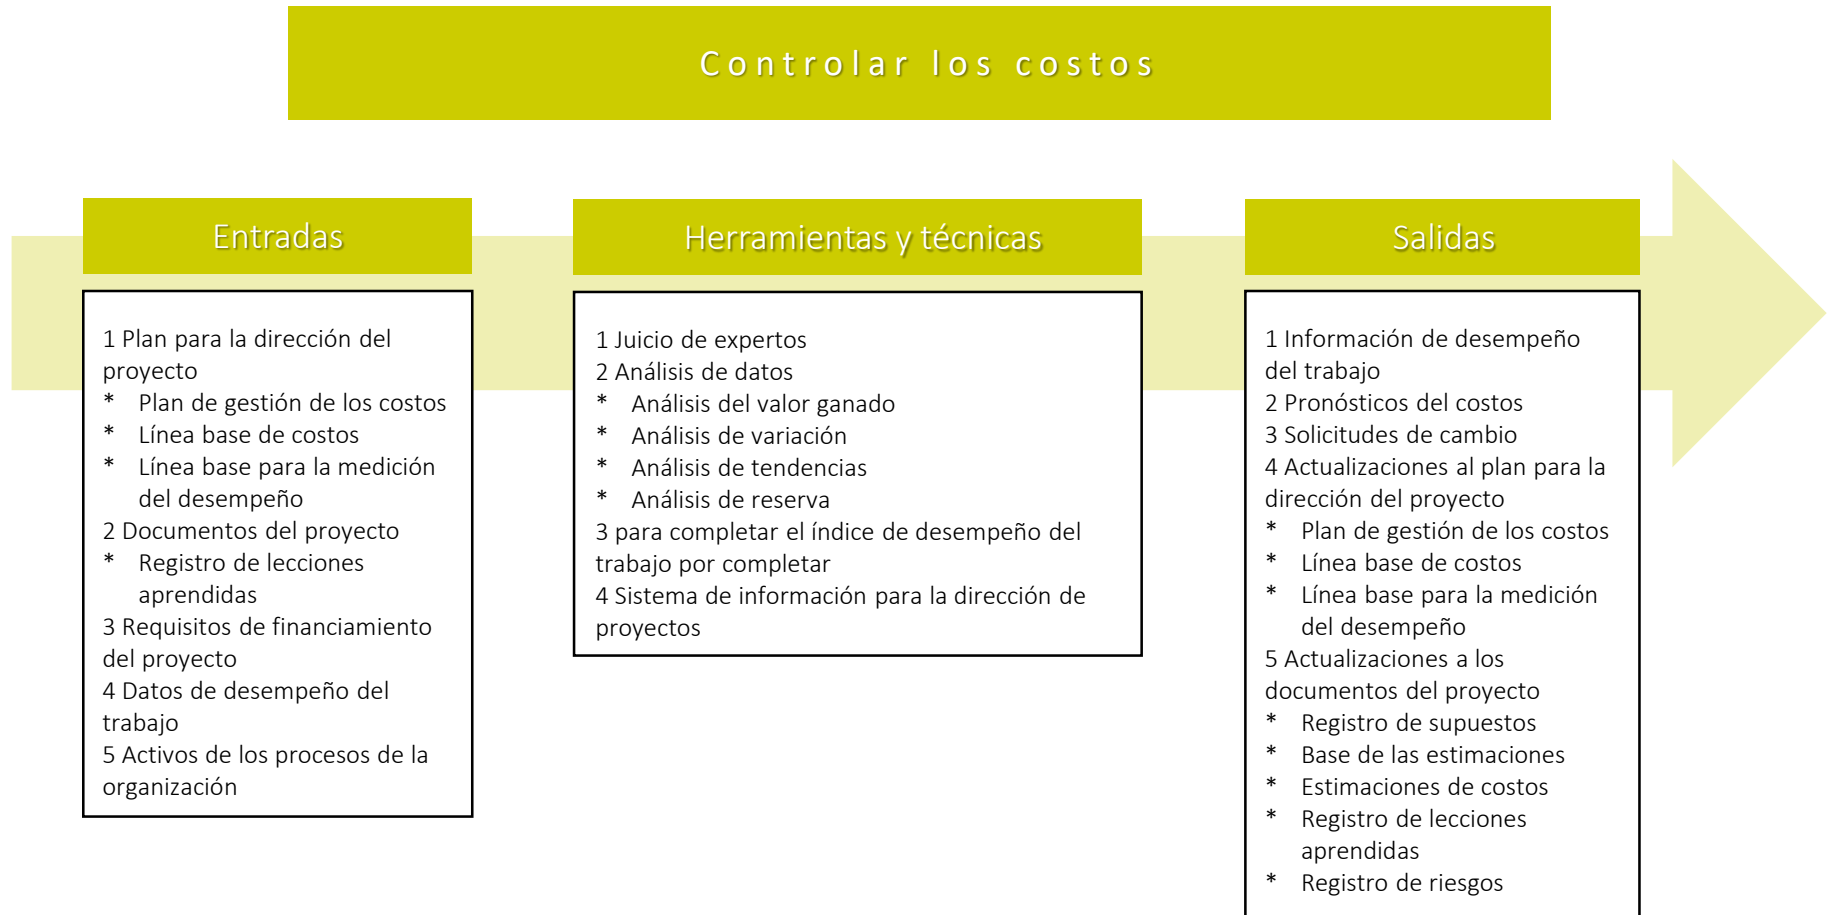 Controlar los costos
Entradas
1 Plan para la dirección del
proyecto
* Plan de gestión de los costos
* Línea base de costos
* Línea base para la medición
del desempeño
2 Documentos del proyecto
* Registro de lecciones
aprendidas
3 Requisitos de financiamiento
del proyecto
4 Datos de desempeño del
trabajo
5 Activos de los procesos de la
organización
Herramientas y técnicas
1 Juicio de expertos
2 Análisis de datos
* Análisis del valor ganado
* Análisis de variación
* Análisis de tendencias
* Análisis de reserva
3 para completar el índice de desempeño del
trabajo por completar
4 Sistema de información para la dirección de
proyectos
Salidas
1 Información de desempeño
del trabajo
2 Pronósticos del costos
3 Solicitudes de cambio
4 Actualizaciones al plan para la
dirección del proyecto
* Plan de gestión de los costos
* Línea base de costos
* Línea base para la medición
del desempeño
5 Actualizaciones a los
documentos del proyecto
* Registro de supuestos
* Base de las estimaciones
* Estimaciones de costos
* Registro de lecciones
aprendidas
* Registro de riesgos